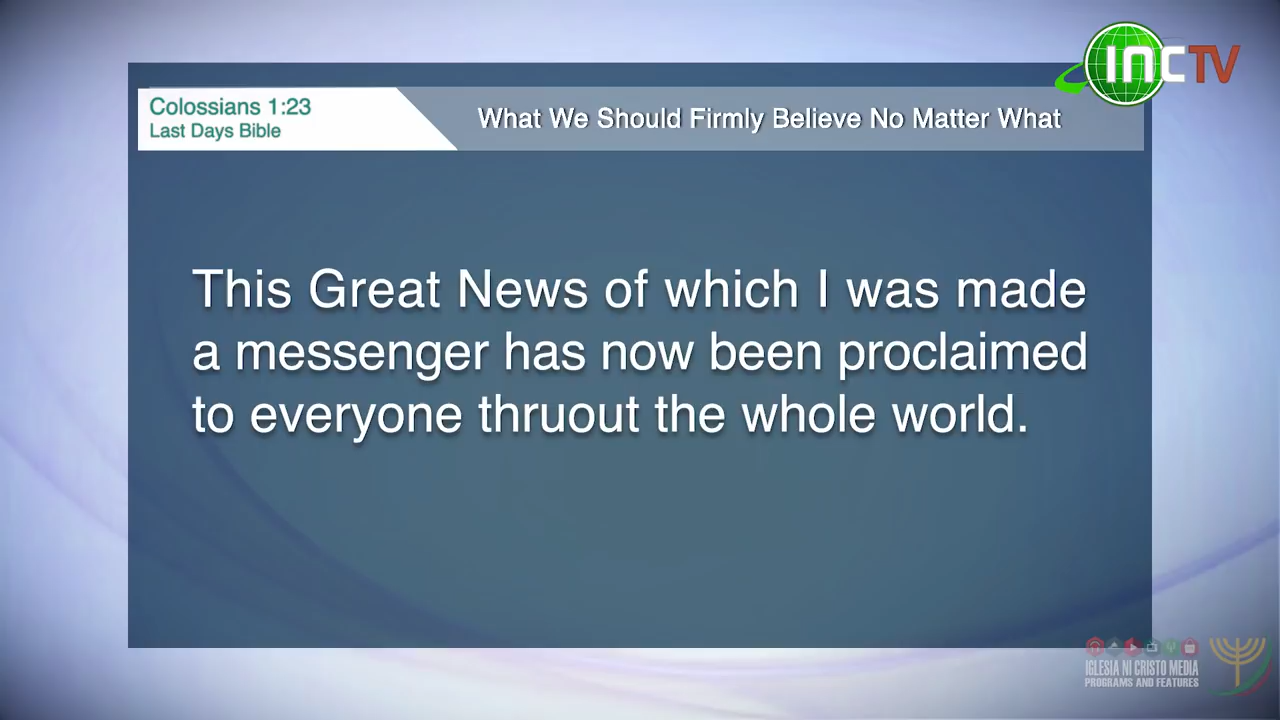 INCTV
Colossians 1:23
Last Days Bible
What We Should Firmly Believe No Matter What
This Great News of which I was made
a messenger has now been proclaimed
to everyone thruout the whole world.
IGLESIA NI CRISTO MEDIA
PROGRAMS AND FEATURES